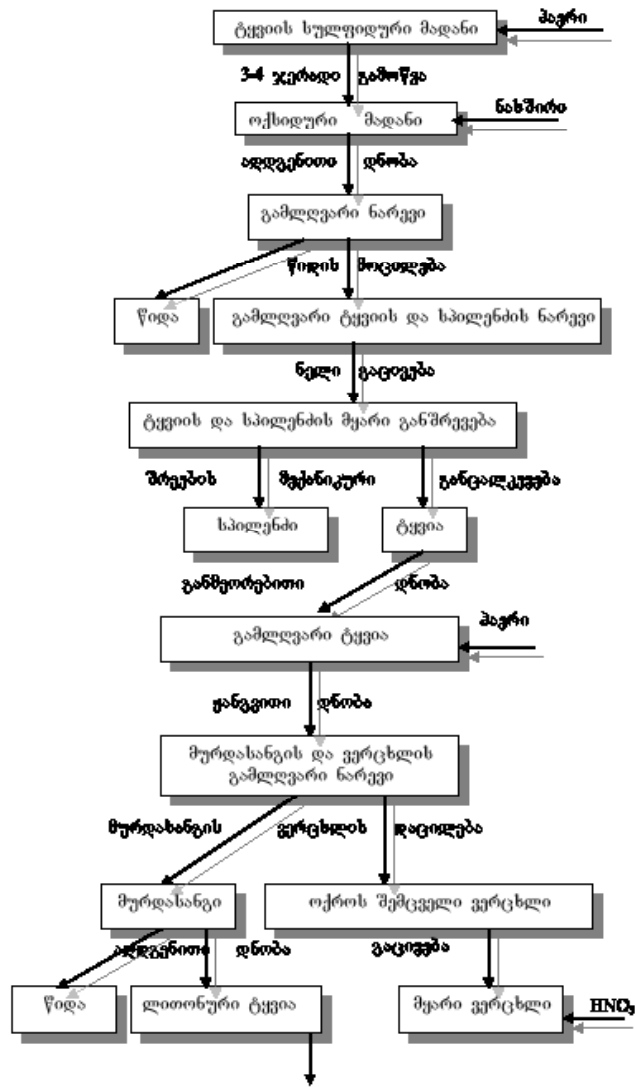 ტყვიის სულფიდური მადანი
ჰაერი
3-4 ჯერადი გამოწვა
ოქსიდური მადანი
ნახშირი
აღდგენითი დნობა
გამლღვარი ნარევი
წიდის მოცილება
წიდა
გამლღვარი ტყვიის და სპილენძის ნარევი
ნელი გაცივება
ტყვიის და სპილენძის მყარი განშრევება
შრეების მექანიკური განცალკევება
სპილენძი
ტყვია
განმეორებითი დნობა
გამლღვარი ტყვია
ჰაერი
ჟანგვითი დნობა
მურდასანგის და ვერცხლის
გამლღვარი ნარევი
მურდასანგის ვერცხლის დაცილება
მურდასანგი
ოქროს შემცველი ვერცხლი
აღდგენითი დნობა
გაცივება
წიდა
ლითონური ტყვია
მყარი ვერცხლი
HNO₃